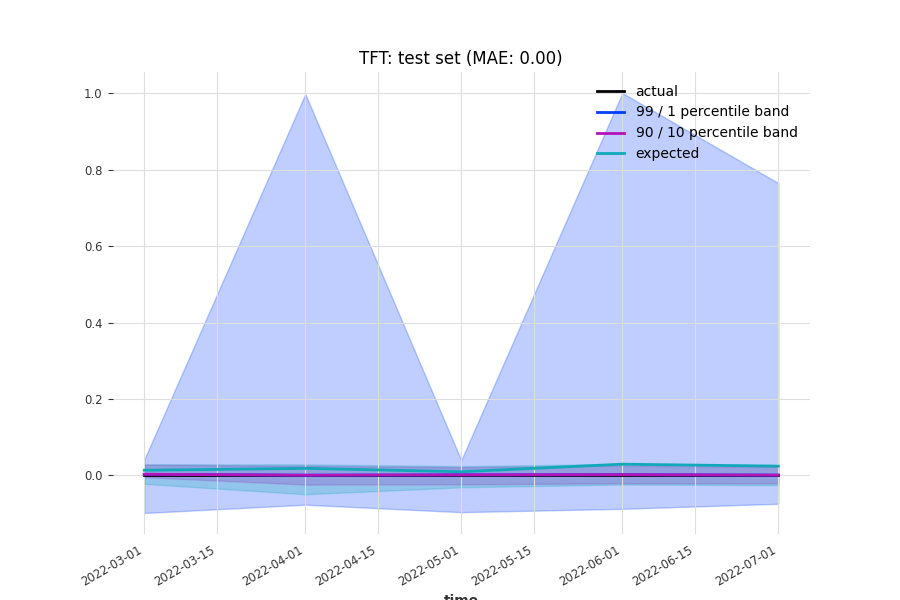 TFT: test set (MAE: 0.00)
actual
99 / 1 percentile band
90 / 10 percentile band
expected
1.0
0.8
0.6
0.4
0.2
0.0
2022-03-01
2022-03-15
2022-04-01
2022-04-15
2022-05-01
2022-05-15
2022-06-01
2022-06-15
2022-07-01
time